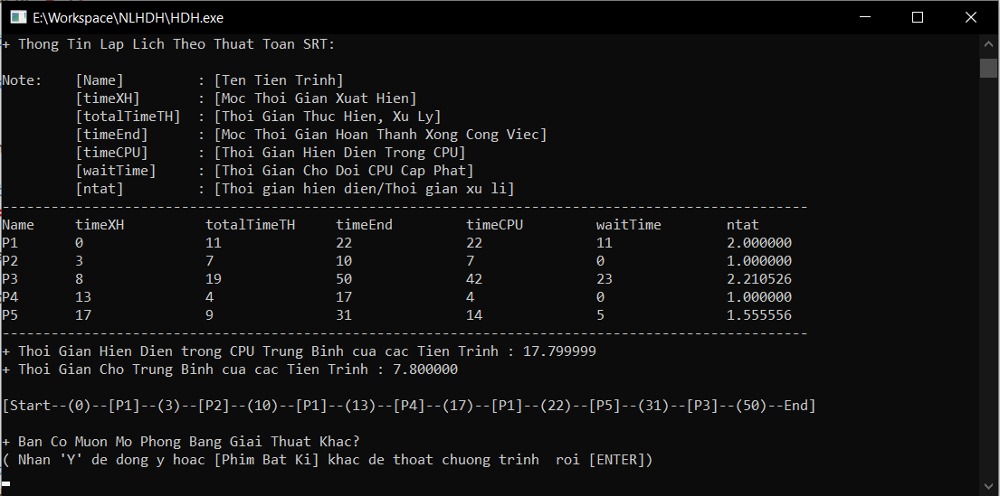 E:\Workspace\NLHDH\HDH.exe
+ Thong Tin Lap Lich Theo Thuat Toan SRT:
Note:    [Name]         : [Ten Tien Trinh]
         [timeXH]       : [Moc Thoi Gian Xuat Hien]
         [totalTimeTH]  : [Thoi Gian Thuc Hien, Xu Ly]
         [timeEnd]      : [Moc Thoi Gian Hoan Thanh Xong Cong Viec]
         [timeCPU]      : [Thoi Gian Hien Dien Trong CPU]
         [waitTime]     : [Thoi Gian Cho Doi CPU Cap Phat]
         [ntat]         : [Thoi gian hien dien/Thoi gian xu li]
---------------------------------------------------------------------------------------------------
Name     timeXH          totalTimeTH     timeEnd         timeCPU         waitTime        ntat
P1       0               11              22              22              11              2.000000
P2       3               7               10              7               0               1.000000
P3       8               19              50              42              23              2.210526
P4       13              4               17              4               0               1.000000
P5       17              9               31              14              5               1.555556
---------------------------------------------------------------------------------------------------
+ Thoi Gian Hien Dien trong CPU Trung Binh cua cac Tien Trinh : 17.799999
+ Thoi Gian Cho Trung Binh cua cac Tien Trinh : 7.800000
[Start--(0)--[P1]--(3)--[P2]--(10)--[P1]--(13)--[P4]--(17)--[P1]--(22)--[P5]--(31)--[P3]--(50)--End]
+ Ban Co Muon Mo Phong Bang Giai Thuat Khac?
( Nhan 'Y' de dong y hoac [Phim Bat Ki] khac de thoat chuong trinh  roi [ENTER])